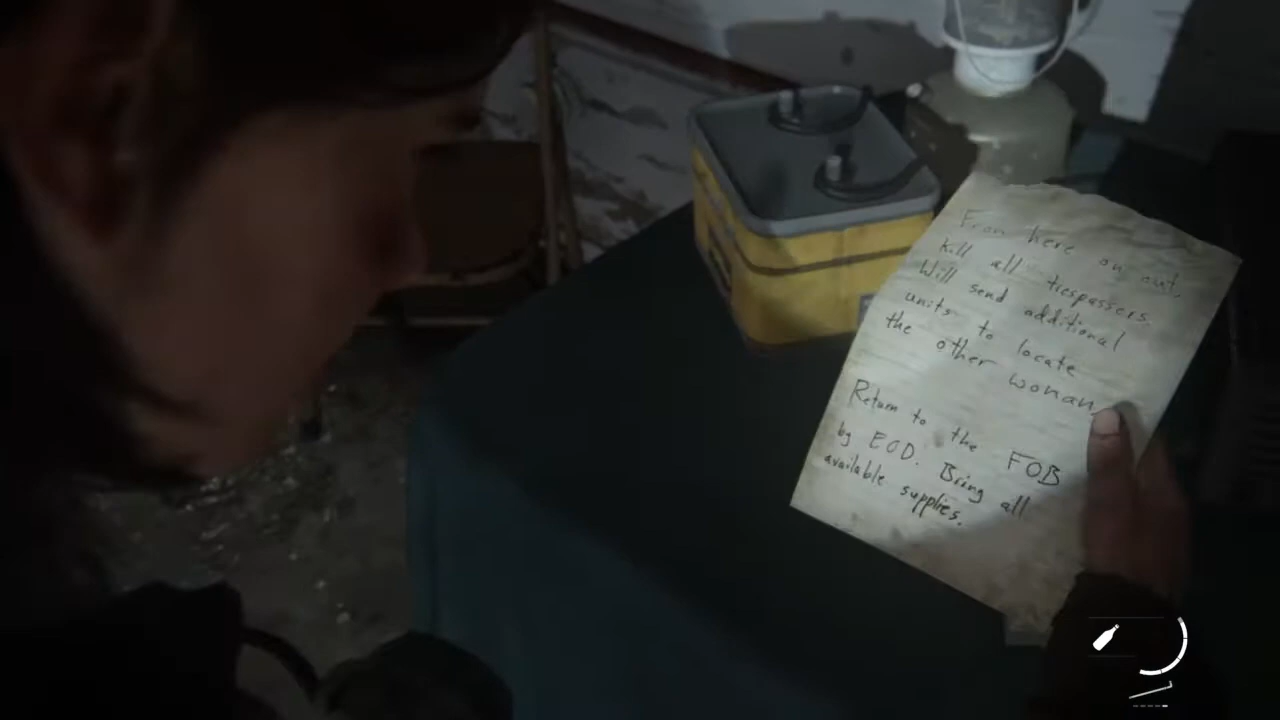 From here on out,
kill all trespassers.
Will send additional
units to locate
the other woman.
Return to the FOB
by EOD. Bring all
available supplies.